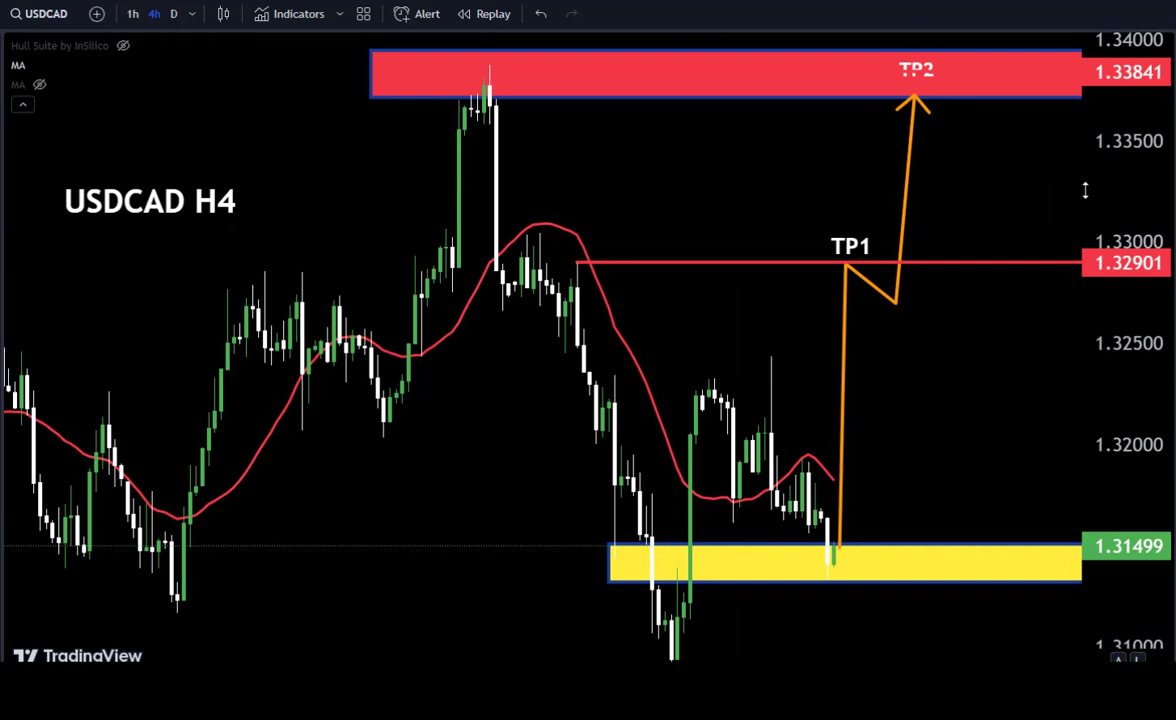 USDCAD 1h 4h D Indicators Alert Replay
Hull Suite by InSilico
MA
MA
USDCAD H4
TP2
TP1
1.34000
1.33841
1.33500
1.33000
1.32901
1.32500
1.32000
1.31499
1.31000
TradingView
A L